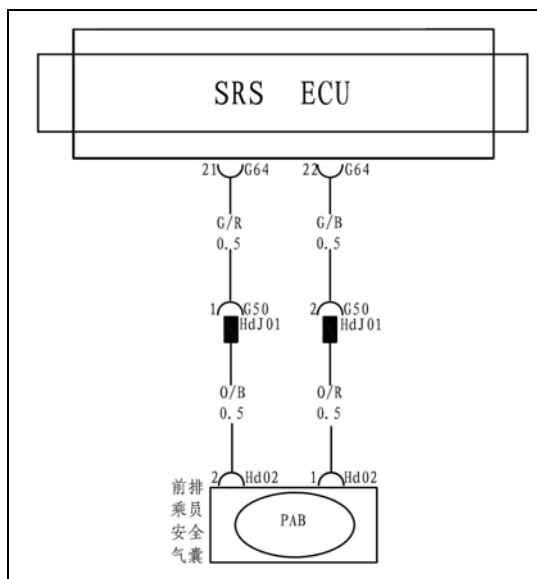 SRS ECU
21 G64 22 G64
G/R G/B
0.5 0.5
1 G50 2 G50
HdJ01 HdJ01
O/B O/R
0.5 0.5
2 Hd02 1 Hd02
前排
乘员
安全
气囊
PAB